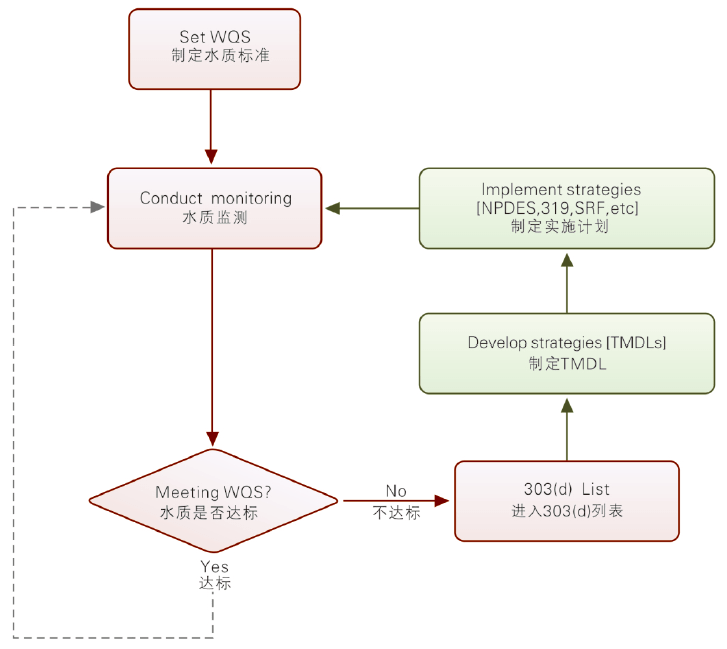 Set WQS
制定水质标准
Conduct monitoring
水质监测
Implement strategies
[NPDES,319,SRF,etc]
制定实施计划
Develop strategies [TMDLs]
制定TMDL
Meeting WQS?
水质是否达标
No
不达标
303(d) List
进入303(d)列表
Yes
达标